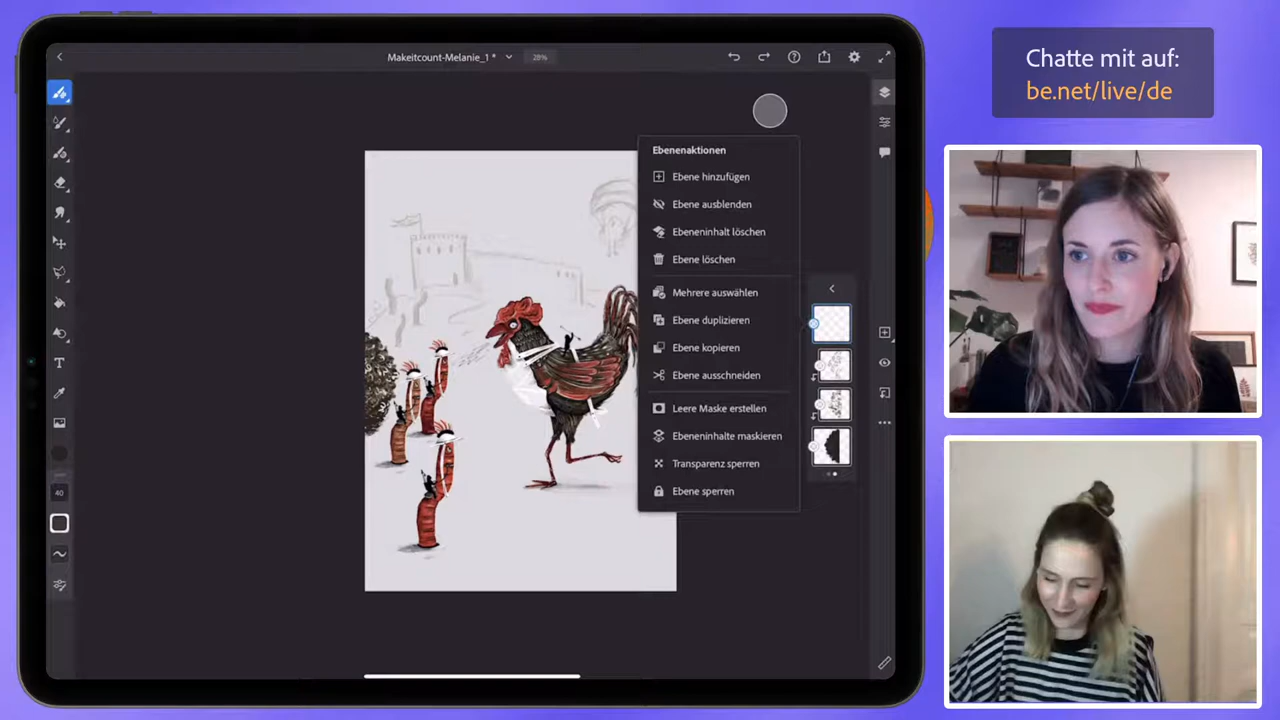 Makeitcount-Melanie_1 *
28%
Chatte mit auf:
be.net/live/de
Ebenenaktionen
Ebene hinzufügen
Ebene ausblenden
Ebeneninhalt löschen
Ebene löschen
Mehrere auswählen
Ebene duplizieren
Ebene kopieren
Ebene ausschneiden
Leere Maske erstellen
Ebeneninhalte maskieren
Transparenz sperren
Ebene sperren
T
40